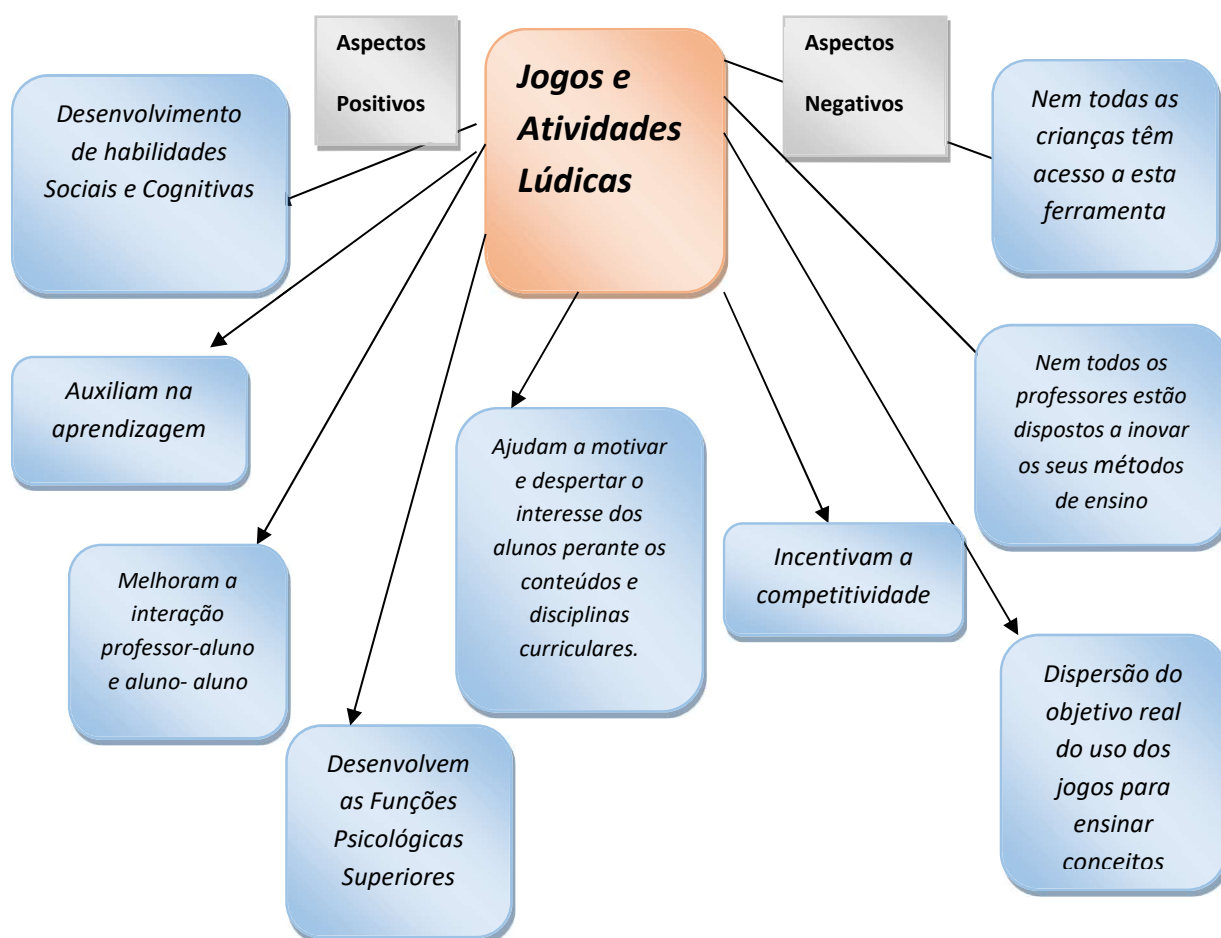 Aspectos
Positivos
Jogos e
Atividades
Lúdicas
Aspectos
Negativos
Desenvolvimento
de habilidades
Sociais e Cognitivas
Nem todas as
crianças têm
acesso a esta
ferramenta
Auxiliam na
aprendizagem
Nem todos os
professores estão
dispostos a inovar
os seus métodos
de ensino
Ajudam a motivar
e despertar o
interesse dos
alunos perante os
conteúdos e
disciplinas
curriculares.
Incentivam a
competitividade
Melhoram a
interação
professor-aluno
e aluno- aluno
Dispersão do
objetivo real
do uso dos
jogos para
ensinar
conceitos
Desenvolvem
as Funções
Psicológicas
Superiores